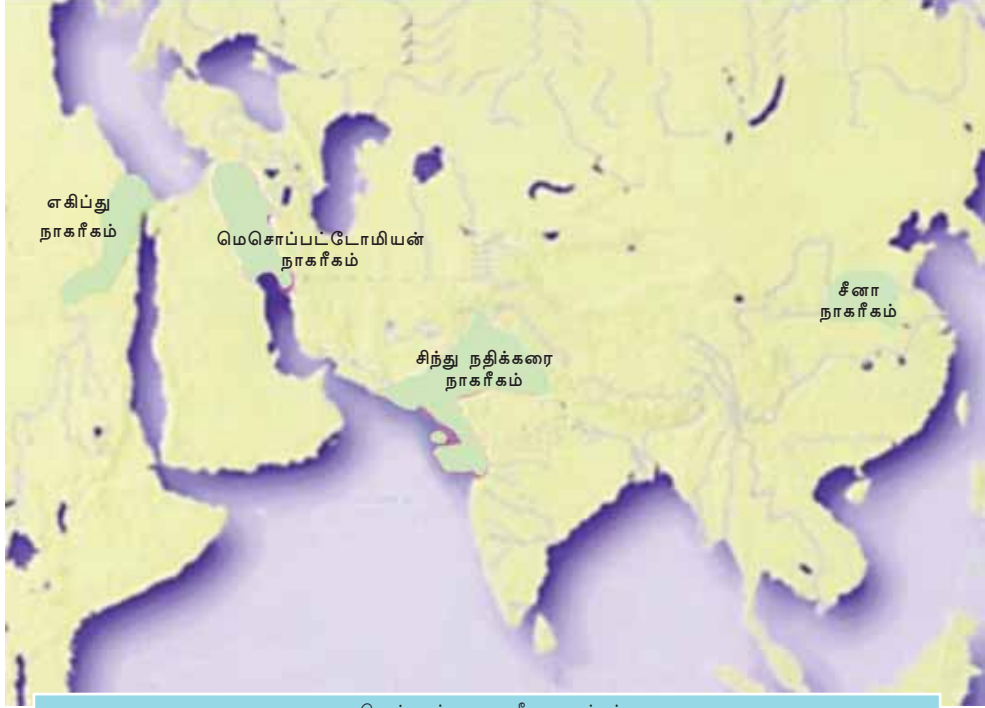 எகிப்து
நாகரீகம்
மெசொப்பட்டோமியன்
நாகரீகம்
சிந்து நதிக்கரை
நாகரீகம்
சீனா
நாகரீகம்